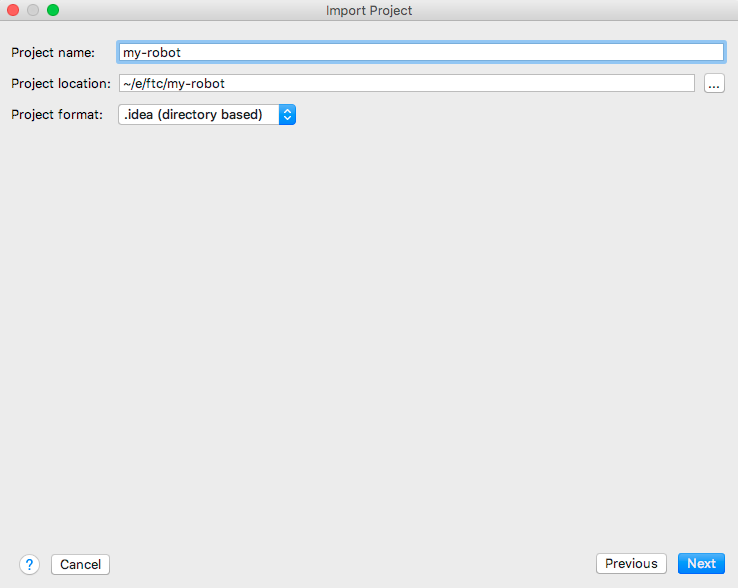 Import Project
Project name: my-robot
Project location: ~/e/ftc/my-robot ...
Project format: .idea (directory based)
? Cancel Previous Next